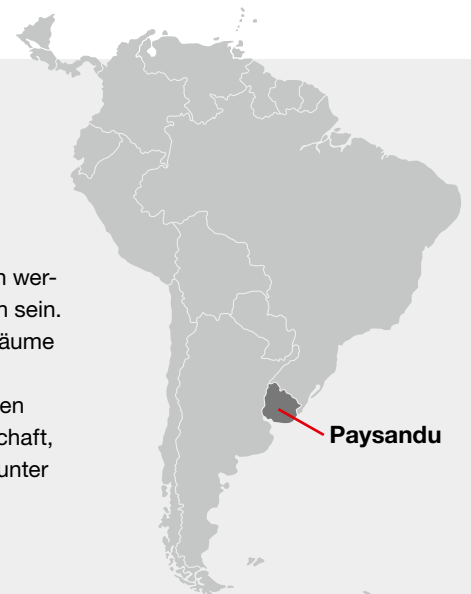 n wer-
n sein.
äume
en
chaft,
unter
Paysandu